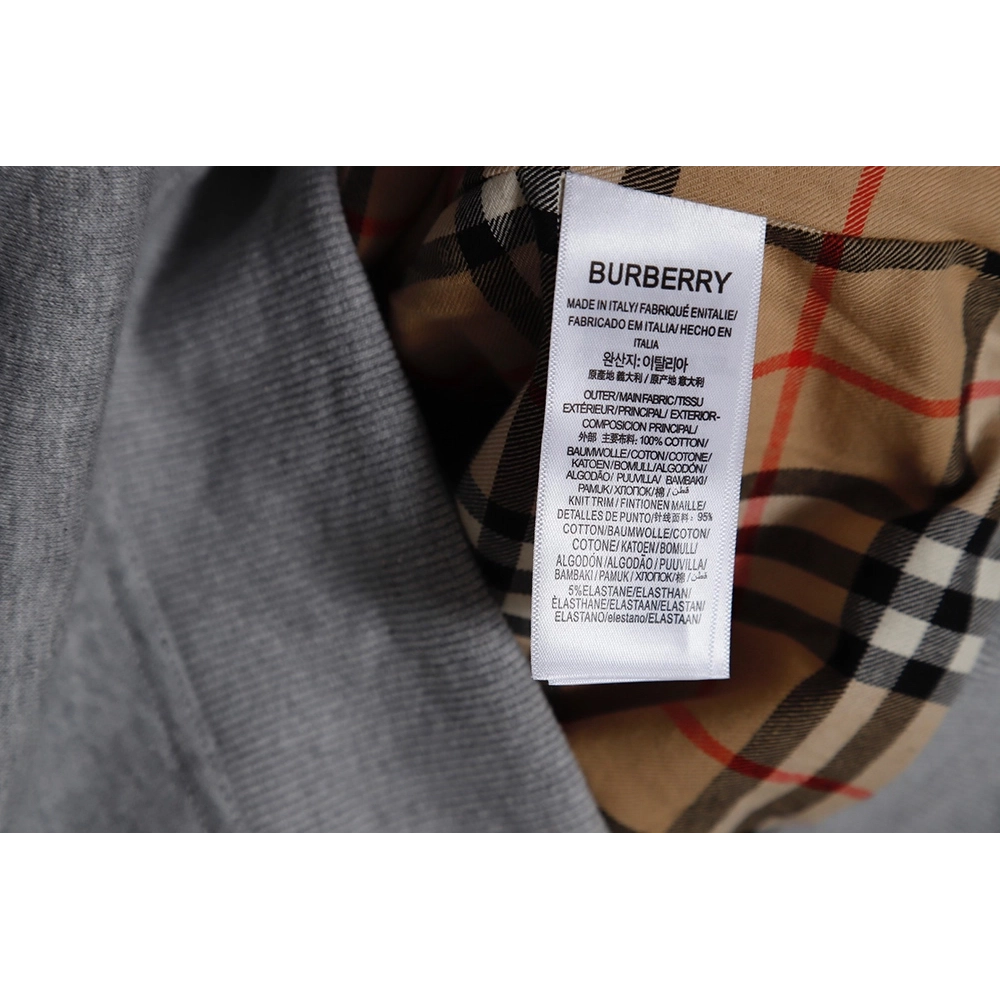 BURBERRY
MADE IN ITALY/ FABRIQUÉ ENITALIE/
FABRICADO EM ITALIA/ HECHO EN
ITALIA
완산지: 이탈리아
原產地 義大利 / 原产地 意大利
OUTER/MAIN FABRIC/TISSU
EXTÉRIEUR/PRINCIPAL/ EXTERIOR-
COMPOSICION PRINCIPAL/
外部 主要布料: 100% COTTON/
BAUMWOLLE/COTON/COTONE/
KATOEN/BOMULL/ALGODÓN/
ALGODÃO/ PUUVILLA/ BAMBAKI/
PAMUK/ХЛОПОК/棉/ قطن/
KNIT TRIM/ FINTIONEN MAILLE/
DETALLES DE PUNTO/针线面料: 95%
COTTON/BAUMWOLLE/COTON/
COTONE/ KATOEN/BOMULL/
ALGODÓN/ALGODÃO/ PUUVILLA/
BAMBAKI/ PAMUK/ ХЛОПОК/棉/ قطن/
5%ELASTANE/ELASTHAN/
ÉLASTHANE/ELASTAAN/ELASTAN/
ELASTANO/elestano/ELASTAAN/